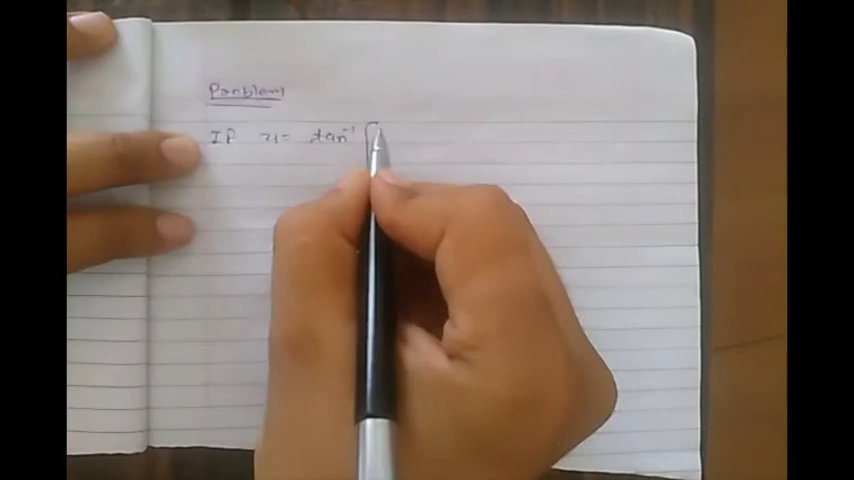 Problem
If u = tan⁻¹ [